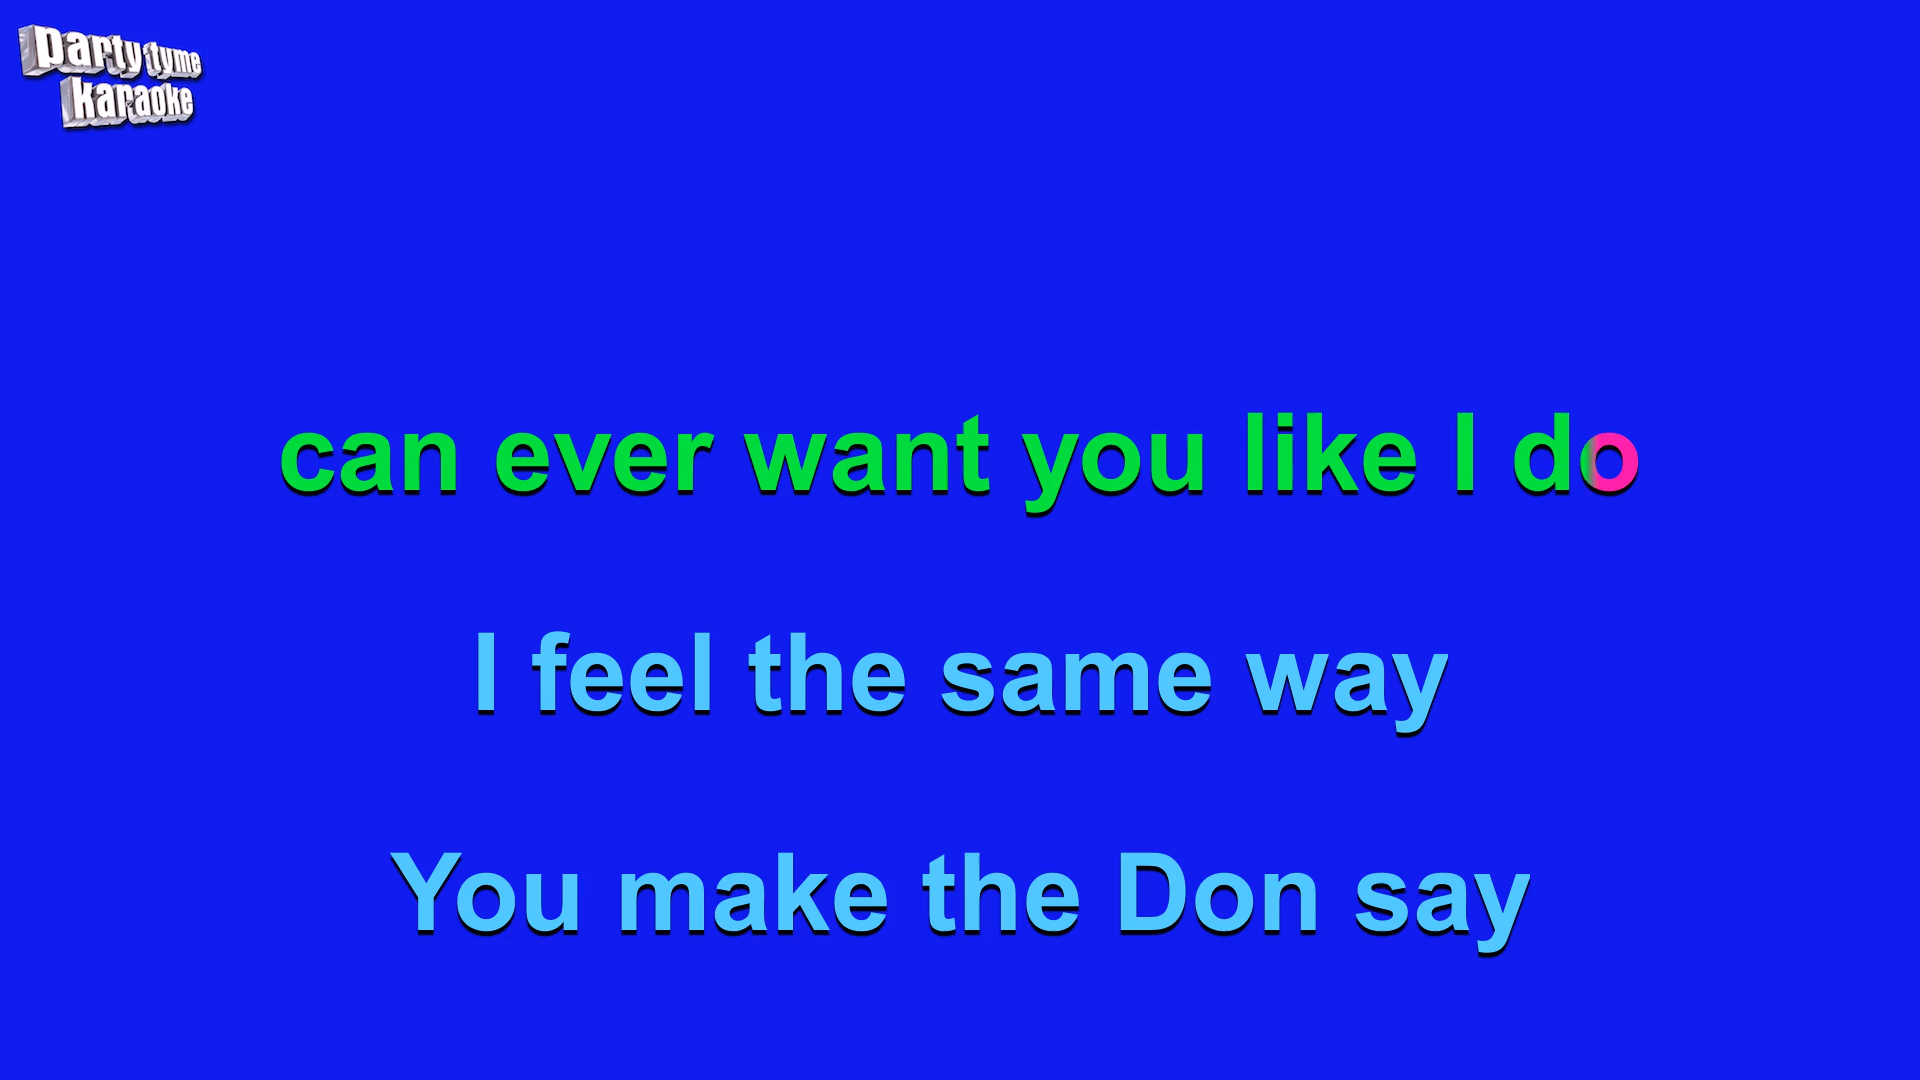 party tyme
karaoke
can ever want you like I do
I feel the same way
You make the Don say